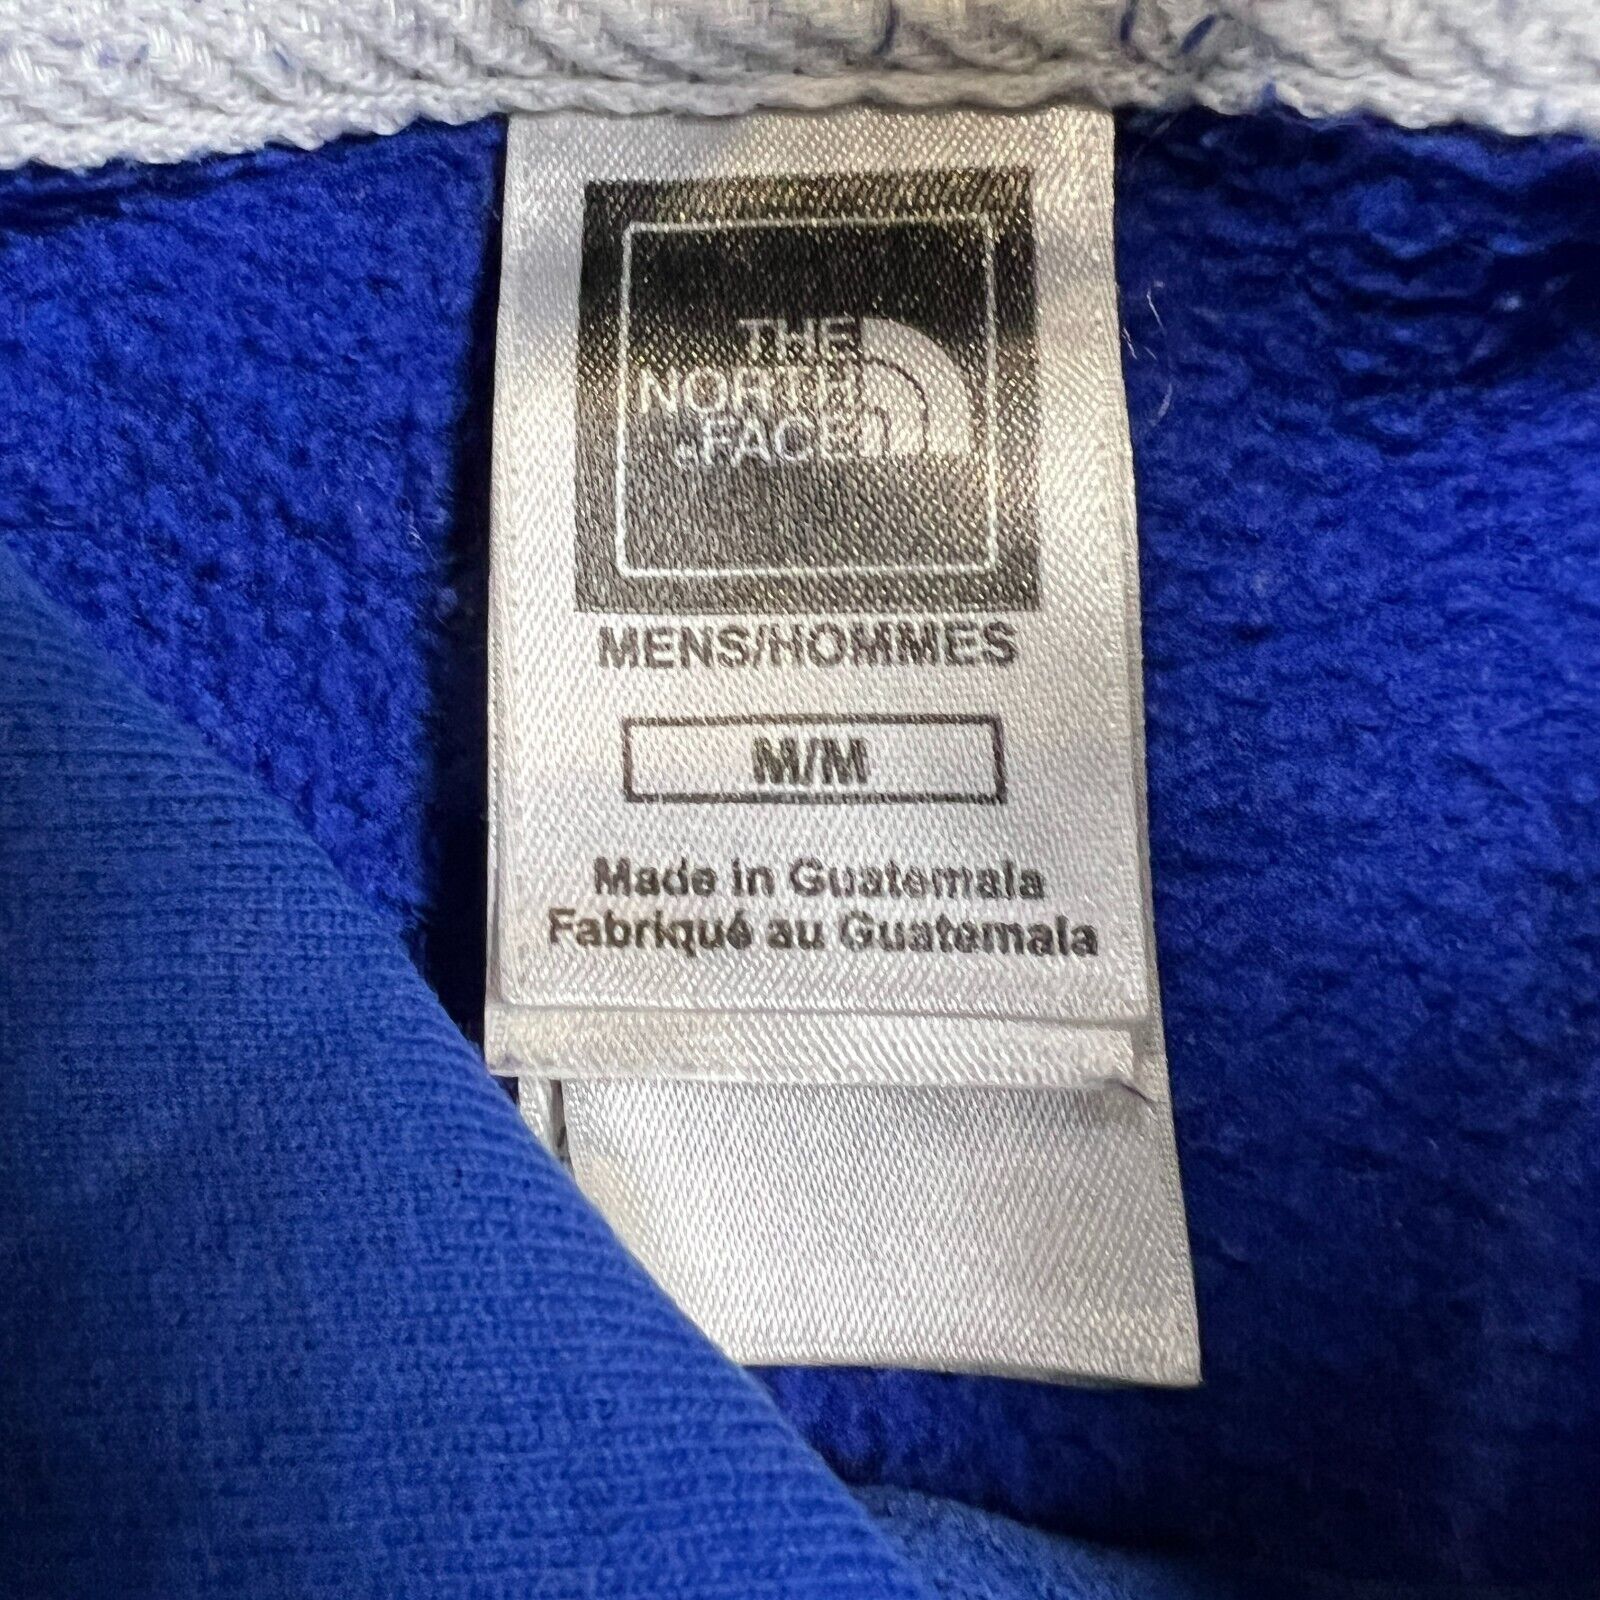 THE
NORTH
FACE
MENS/HOMMES
M/M
Made in Guatemala
Fabriqué au Guatemala